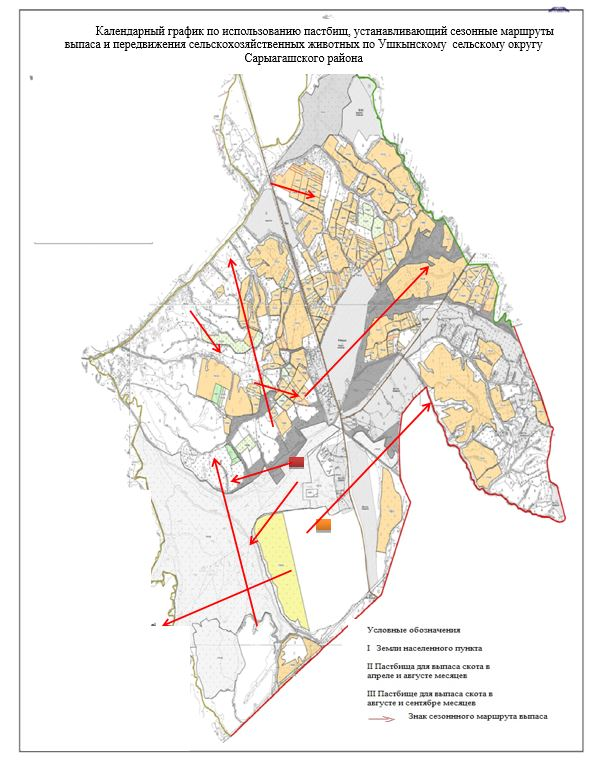 Календарный график по использованию пастбищ, устанавливающий сезонные маршруты
выпаса и передвижения сельскохозяйственных животных по Ушкынскому сельскому округу
Сарыагашского района
Условные обозначения
I Земли населенного пункта
II Пастбища для выпаса скота в
апреле и августе месяцев
III Пастбище для выпаса скота в
августе и сентябре месяцев
Знак сезоннного маршрута выпаса